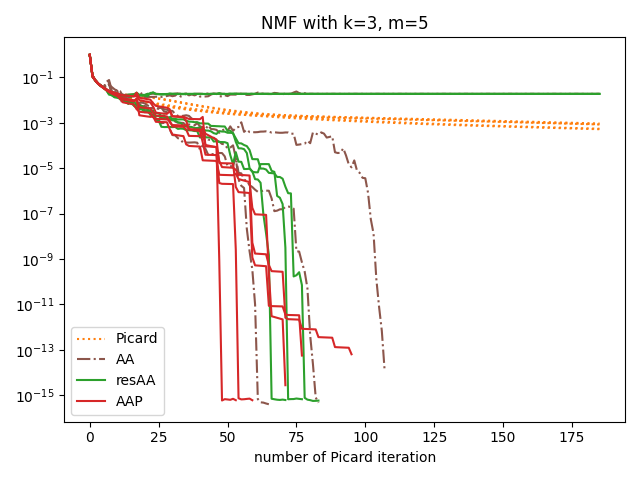 NMF with k=3, m=5
10⁻¹
10⁻³
10⁻⁵
10⁻⁷
10⁻⁹
10⁻¹¹
10⁻¹³
10⁻¹⁵
Picard
AA
resAA
AAP
0 25 50 75 100 125 150 175
number of Picard iteration